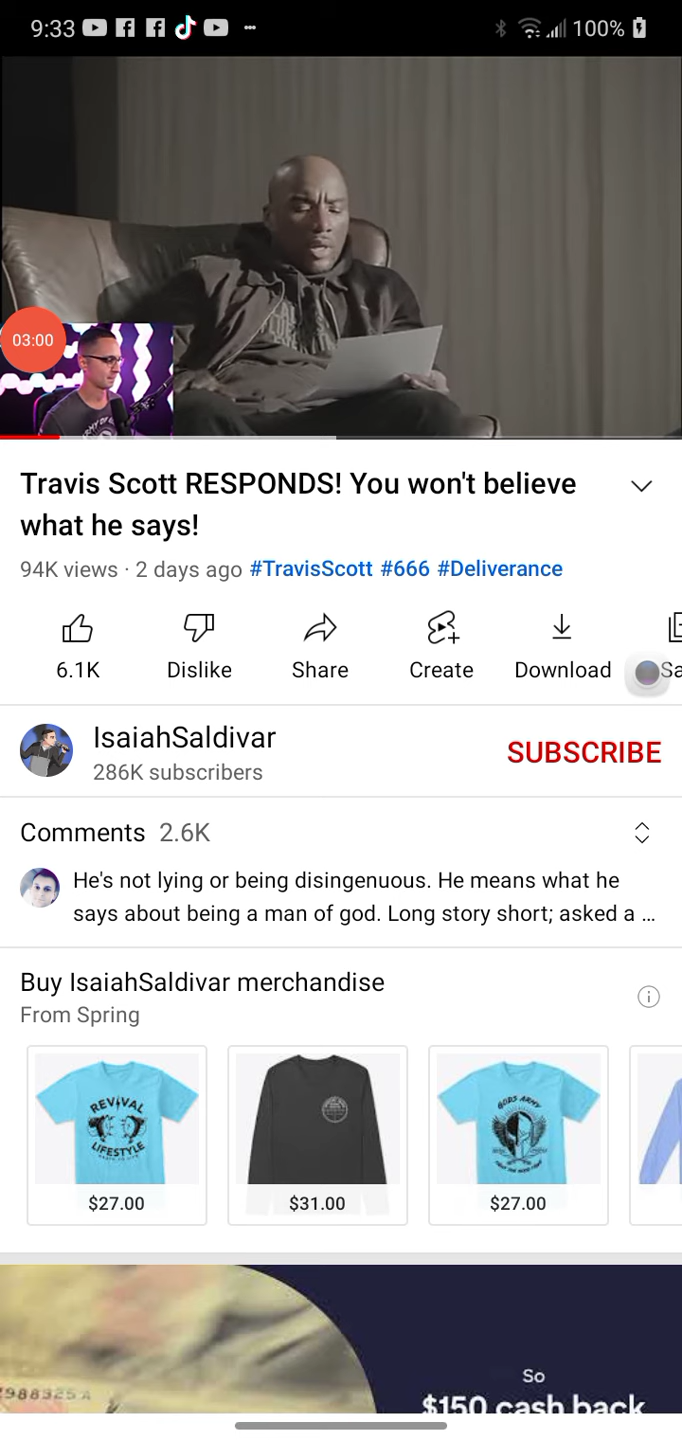 9:33
100%
03:00
Travis Scott RESPONDS! You won't believe
what he says!
94K views · 2 days ago #TravisScott #666 #Deliverance
6.1K Dislike Share Create Download Sa
IsaiahSaldivar
286K subscribers
SUBSCRIBE
Comments 2.6K
He's not lying or being disingenuous. He means what he
says about being a man of god. Long story short; asked a ...
Buy IsaiahSaldivar merchandise
From Spring
REVIVAL
LIFESTYLE
GODS ARMY
$27.00 $31.00 $27.00
So
$150 cash back